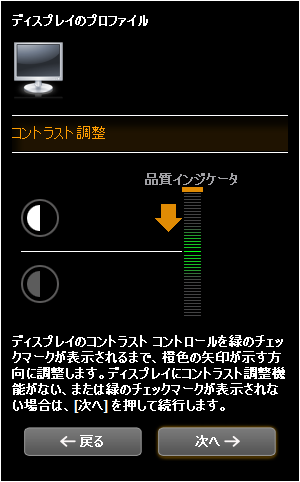 ディスプレイのプロファイル
コントラスト調整
品質インジケータ
ディスプレイのコントラスト コントロールを緑のチェッ
クマークが表示されるまで、橙色の矢印が示す方
向に調整します。ディスプレイにコントラスト調整機
能がない、または緑のチェックマークが表示されな
い場合は、[次へ] を押して続行します。
← 戻る
次へ →